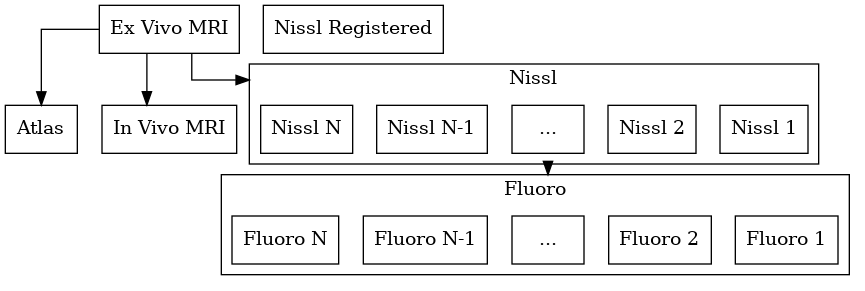 Ex Vivo MRI
Nissl Registered
Nissl
Atlas
In Vivo MRI
Nissl N
Nissl N-1
...
Nissl 2
Nissl 1
Fluoro
Fluoro N
Fluoro N-1
...
Fluoro 2
Fluoro 1